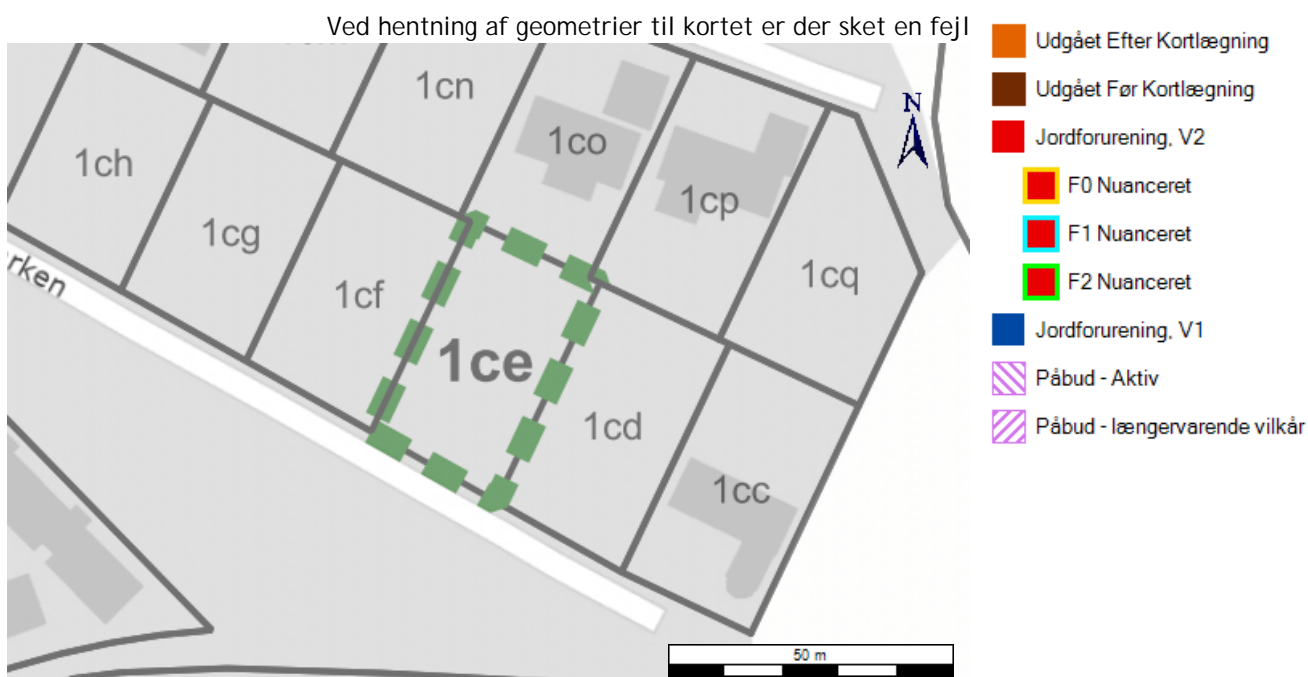 Ved hentning af geometrier til kortet er der sket en fejl
1cn
1co
1ch
1cp
1cg
1cq
1cf
1ce
1cd
1cc
N
50 m
Udgået Efter Kortlægning
Udgået Før Kortlægning
Jordforurening, V2
F0 Nuanceret
F1 Nuanceret
F2 Nuanceret
Jordforurening, V1
Påbud - Aktiv
Påbud - længervarende vilkår